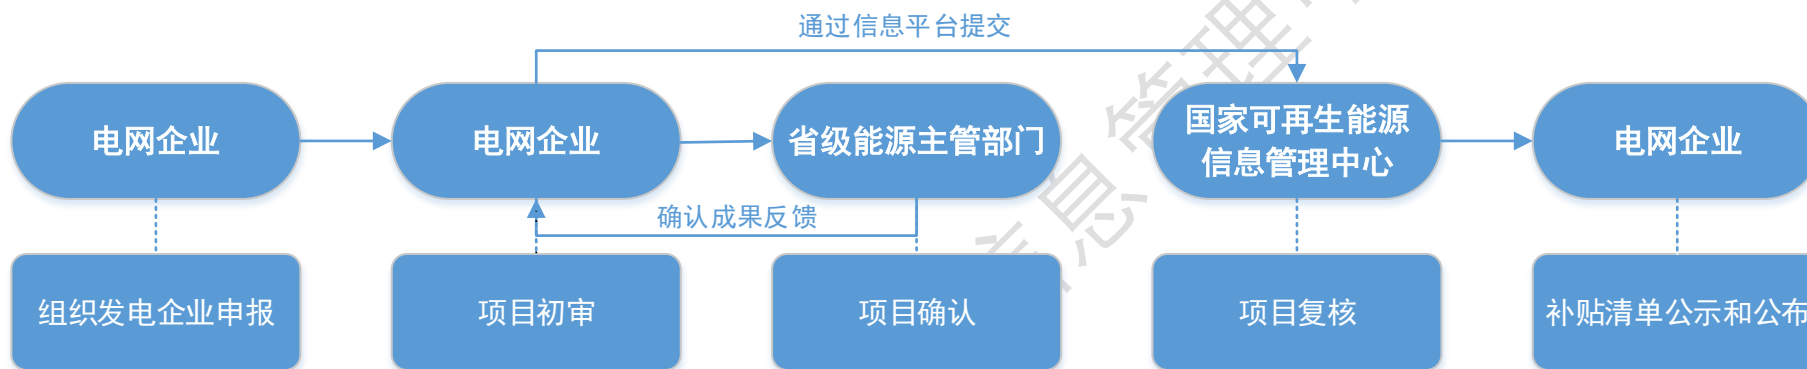 通过信息平台提交
电网企业
电网企业
省级能源主管部门
国家可再生能源
信息管理中心
电网企业
确认成果反馈
组织发电企业申报
项目初审
项目确认
项目复核
补贴清单公示和公布
信息管理